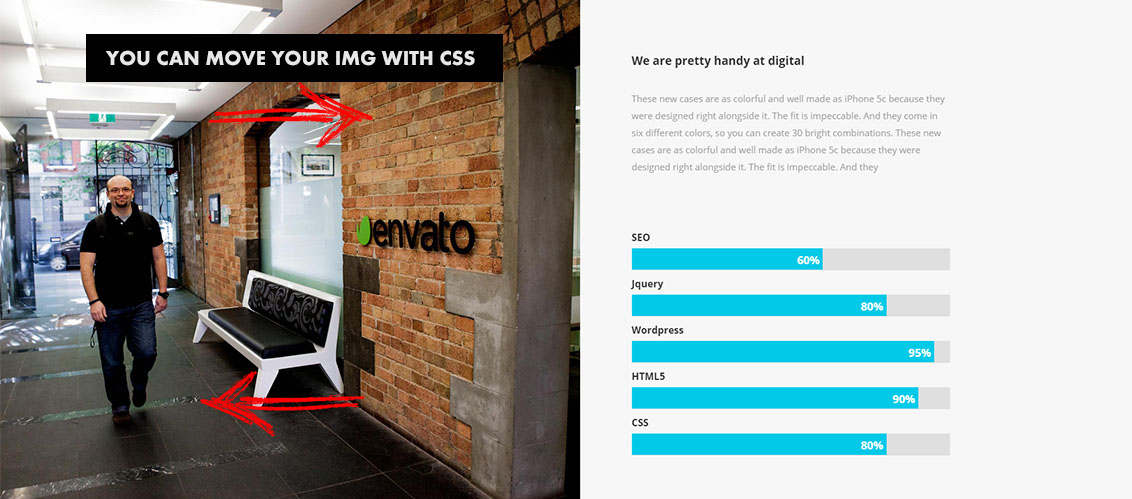 YOU CAN MOVE YOUR IMG WITH CSS
envato
We are pretty handy at digital
These new cases are as colorful and well made as iPhone 5c because they
were designed right alongside it. The fit is impeccable. And they come in
six different colors, so you can create 30 bright combinations. These new
cases are as colorful and well made as iPhone 5c because they were
designed right alongside it. The fit is impeccable. And they
SEO
60%
Jquery
80%
Wordpress
95%
HTML5
90%
CSS
80%